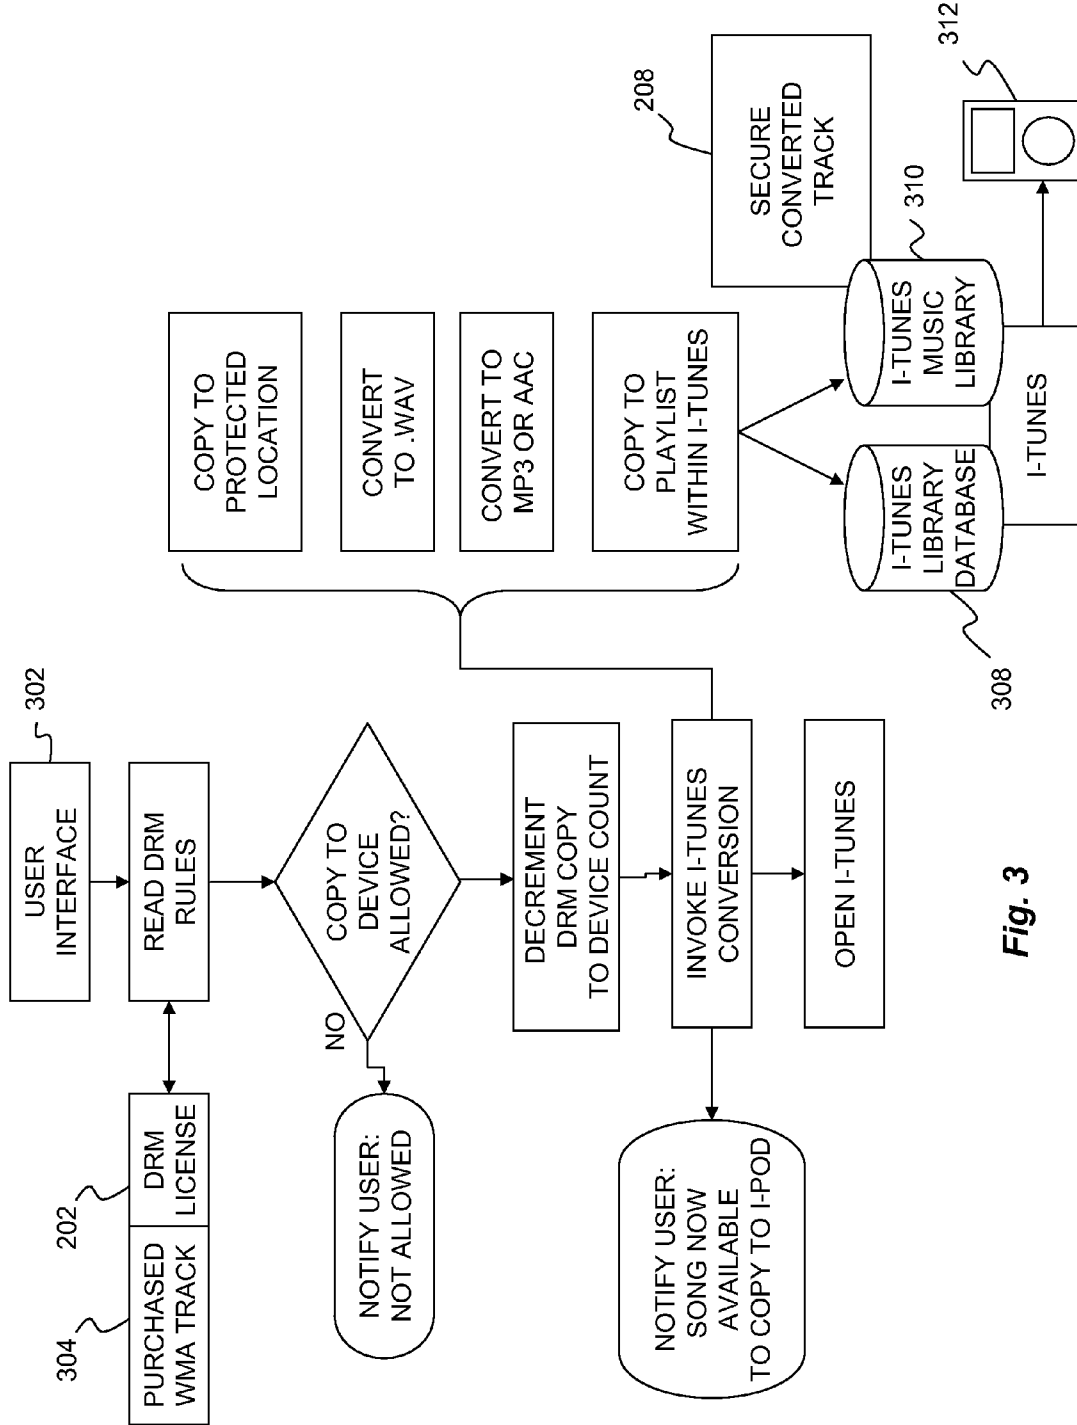 304
PURCHASED
WMA TRACK
202
DRM
LICENSE
302
USER
INTERFACE
READ DRM
RULES
COPY TO
DEVICE
ALLOWED?
NO
NOTIFY USER:
NOT ALLOWED
DECREMENT
DRM COPY
TO DEVICE COUNT
INVOKE I-TUNES
CONVERSION
NOTIFY USER:
SONG NOW
AVAILABLE
TO COPY TO I-POD
OPEN I-TUNES
COPY TO
PROTECTED
LOCATION
CONVERT
TO .WAV
CONVERT TO
MP3 OR AAC
COPY TO
PLAYLIST
WITHIN I-TUNES
208
SECURE
CONVERTED
TRACK
I-TUNES
LIBRARY
DATABASE
308
I-TUNES
MUSIC
LIBRARY
310
I-TUNES
312
Fig. 3